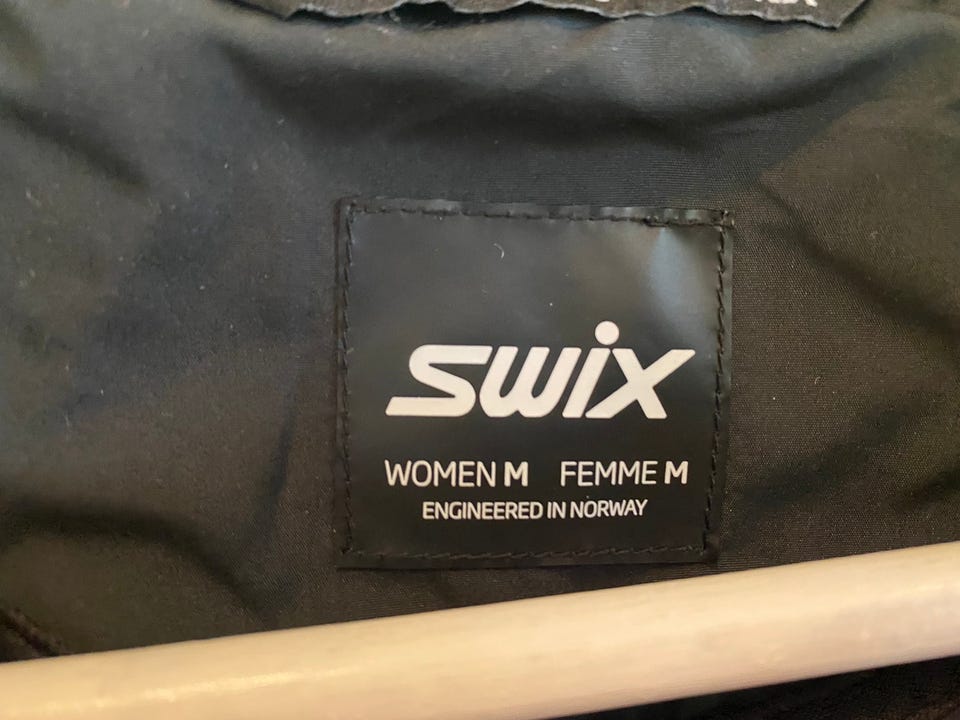 swix
WOMEN M FEMME M
ENGINEERED IN NORWAY